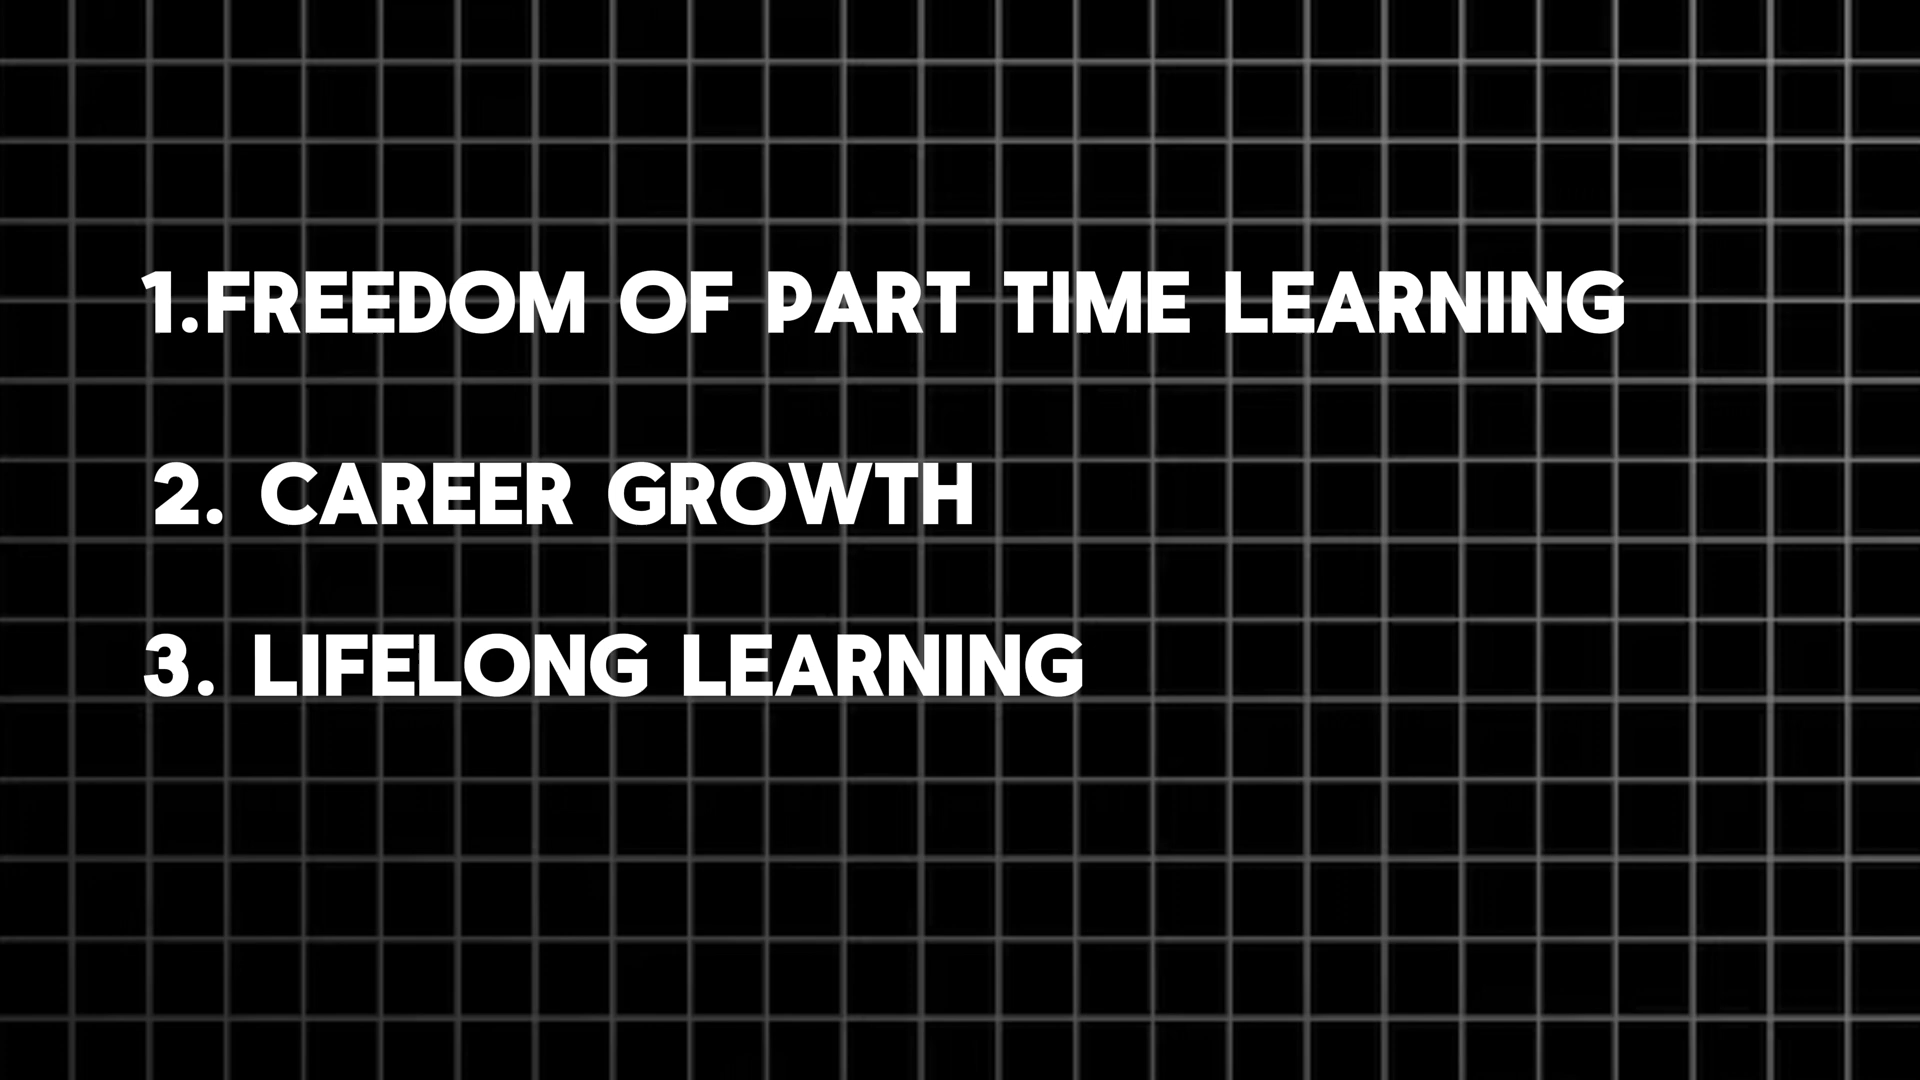 1.FREEDOM OF PART TIME LEARNING
2. CAREER GROWTH
3. LIFELONG LEARNING